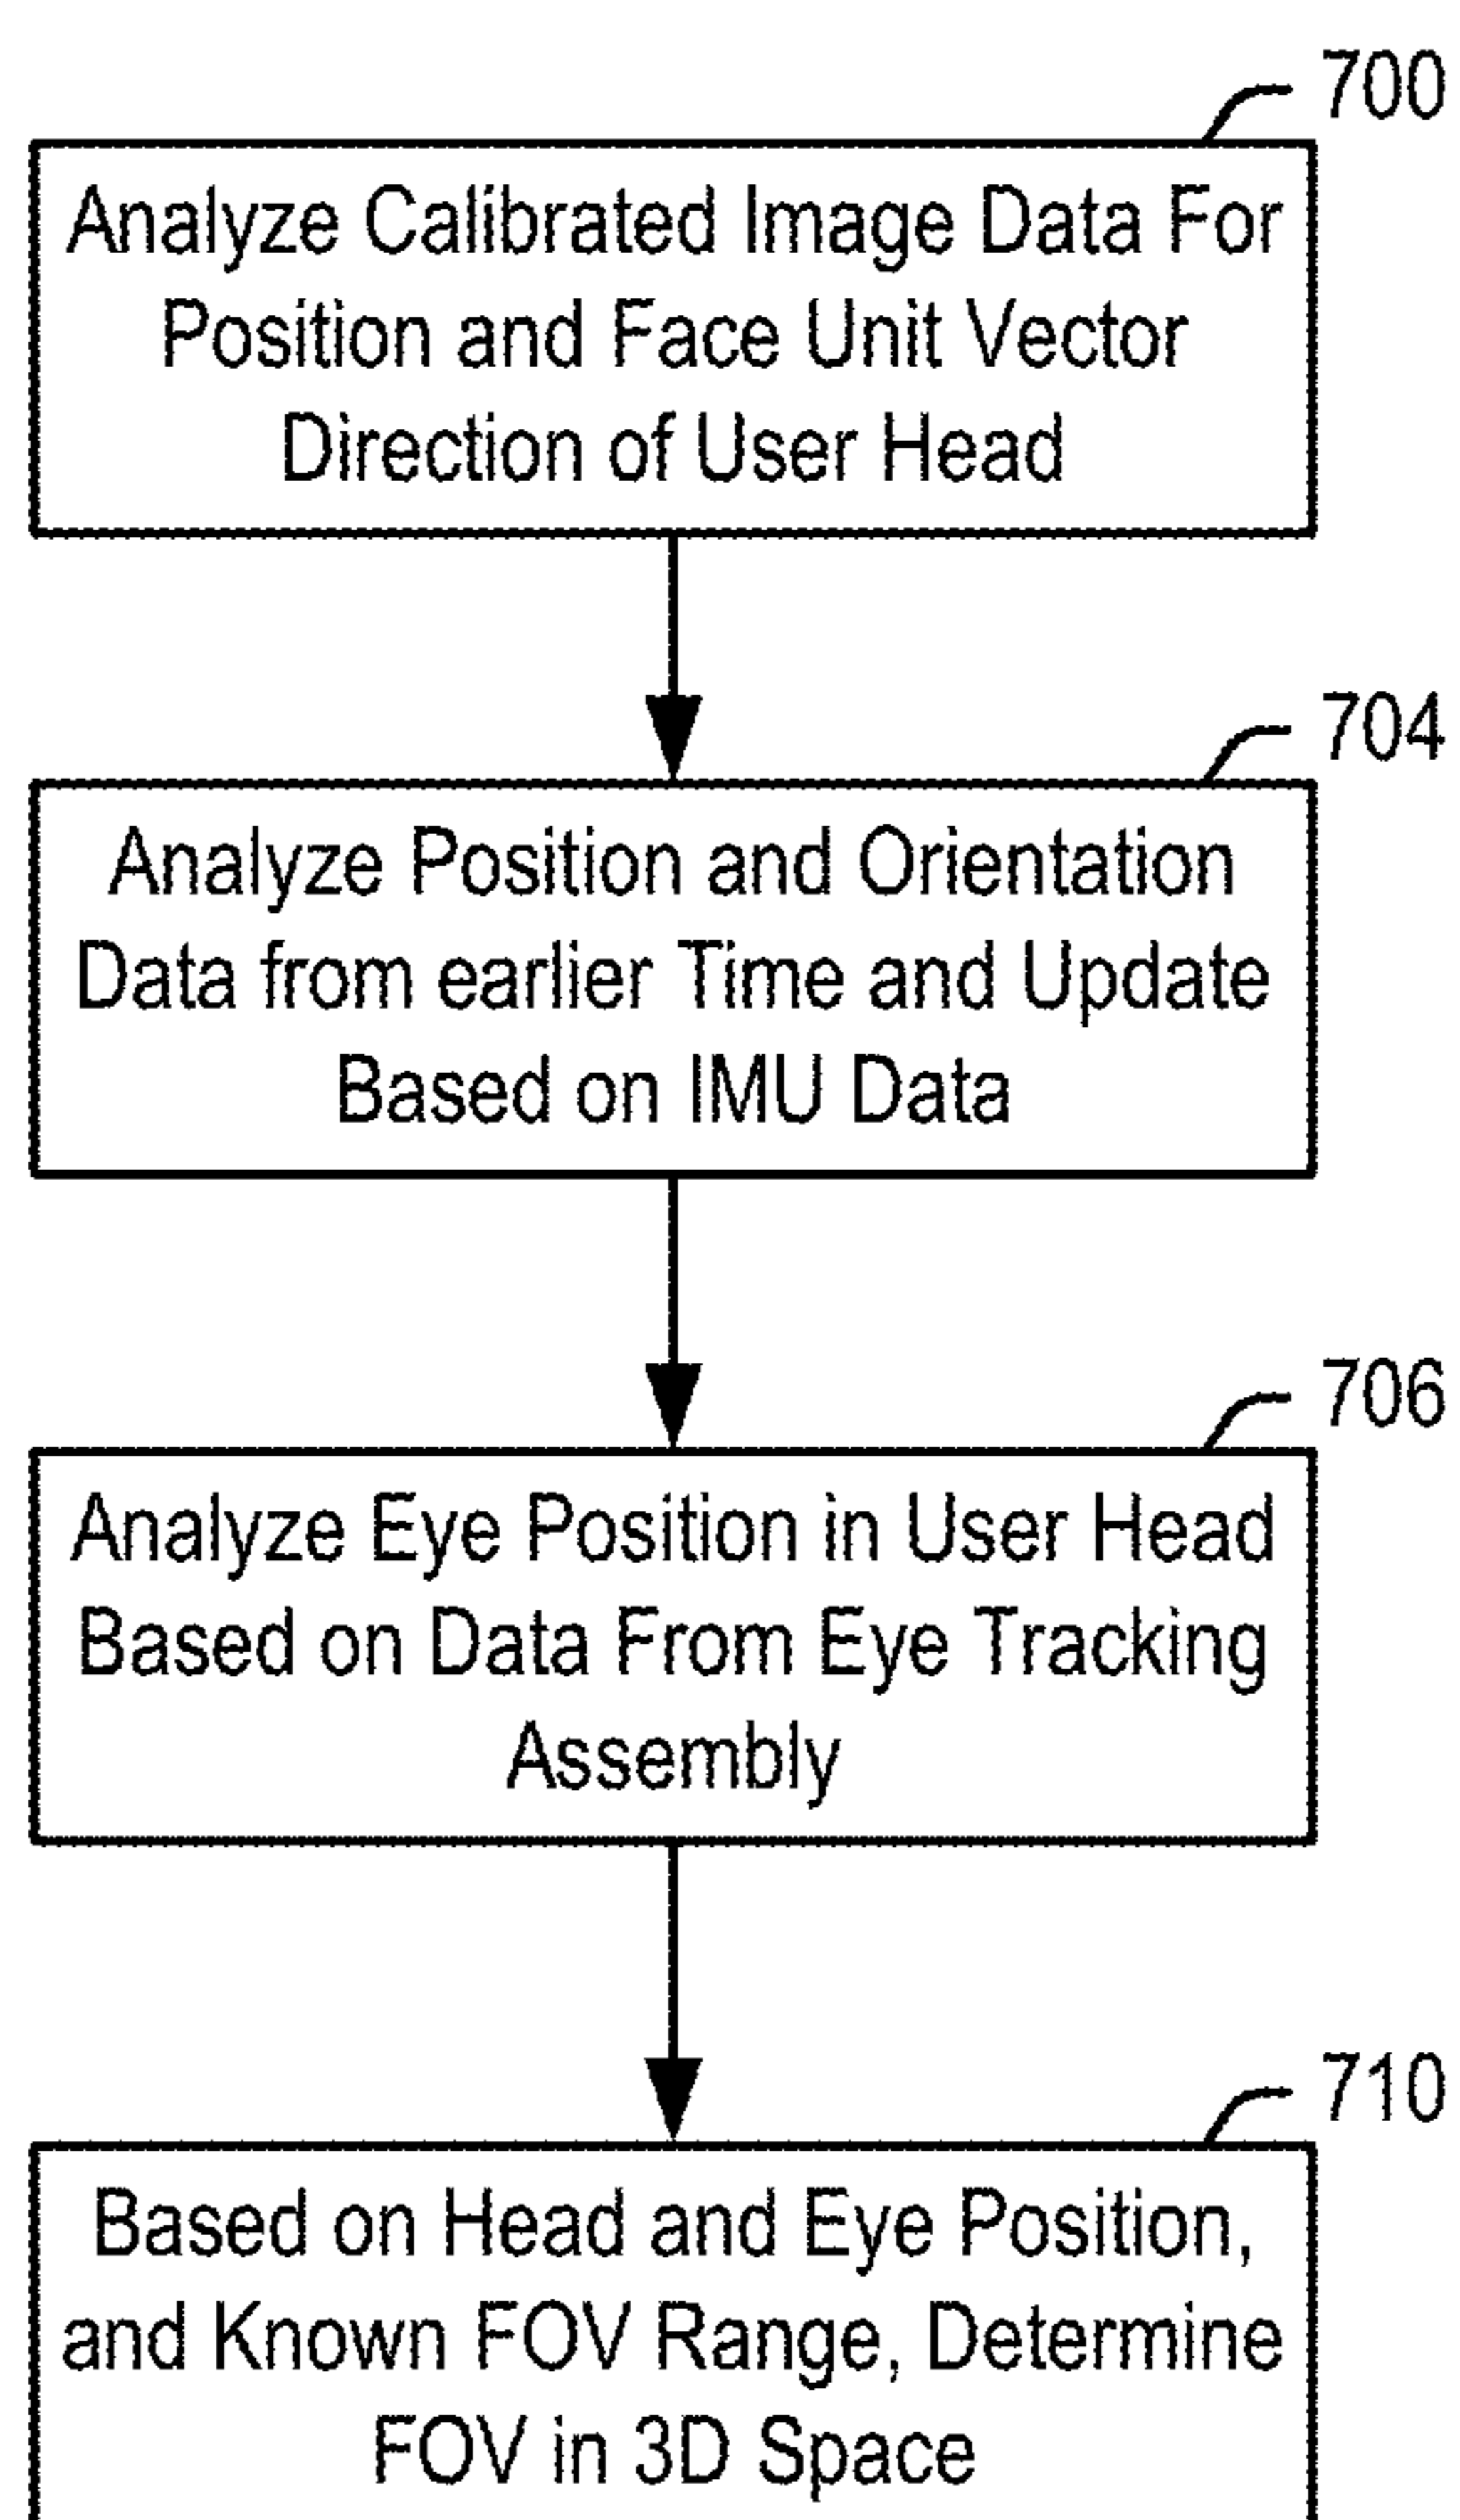 700
Analyze Calibrated Image Data For
Position and Face Unit Vector
Direction of User Head
704
Analyze Position and Orientation
Data from earlier Time and Update
Based on IMU Data
706
Analyze Eye Position in User Head
Based on Data From Eye Tracking
Assembly
710
Based on Head and Eye Position,
and Known FOV Range, Determine
FOV in 3D Space